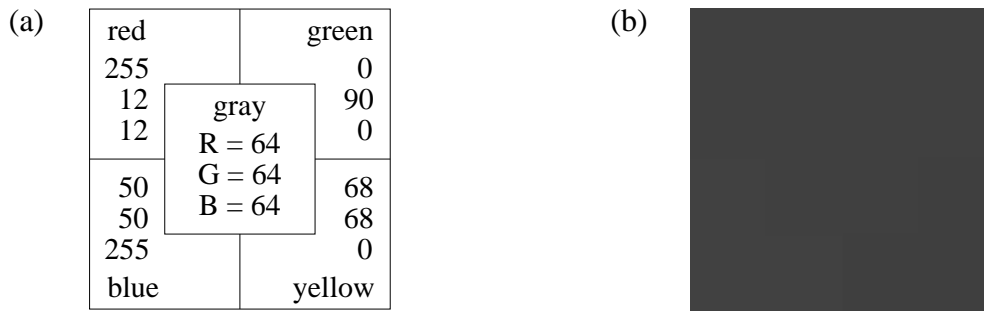 (a)
red green
255 0
12 90
12 0
gray
R = 64
G = 64
B = 64
50 68
50 68
255 0
blue yellow
(b)